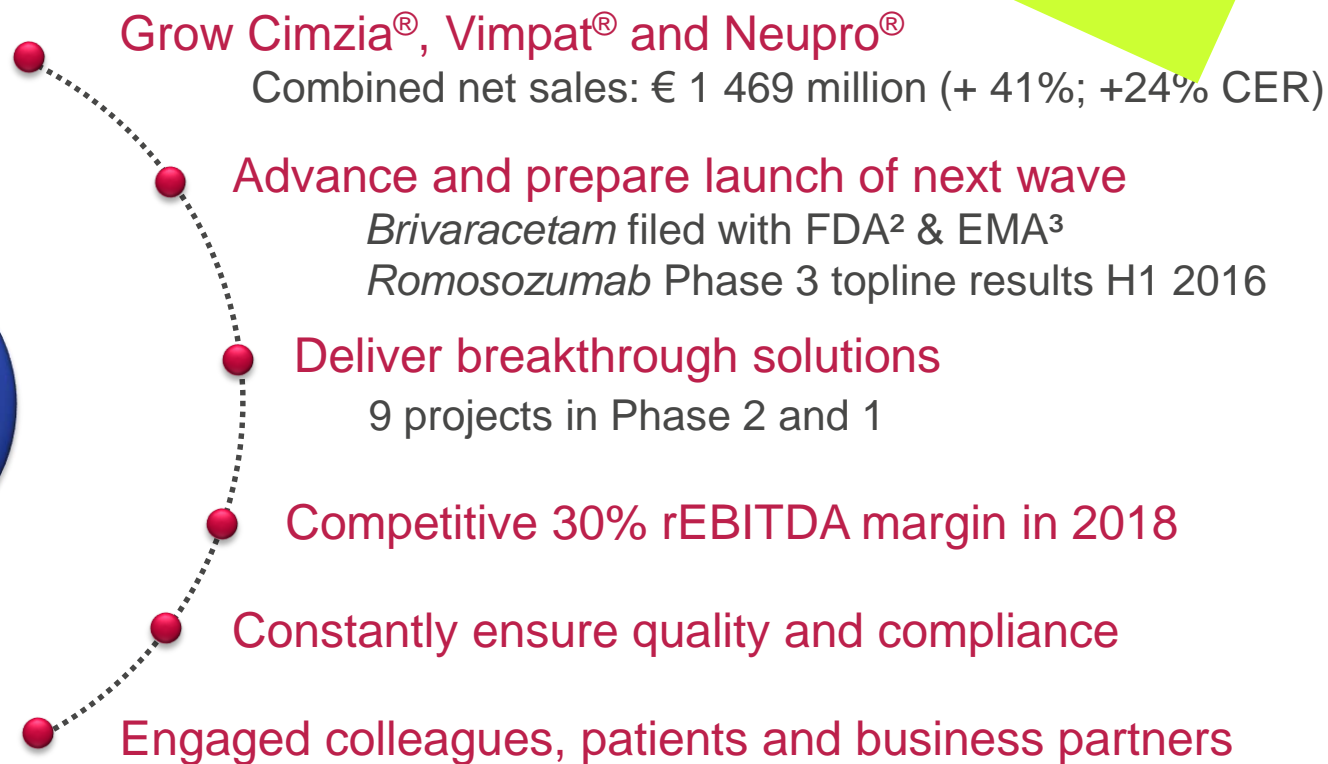 Grow Cimzia®, Vimpat® and Neupro®
Combined net sales: € 1 469 million (+ 41%; +24% CER)
Advance and prepare launch of next wave
Brivaracetam filed with FDA² & EMA³
Romosozumab Phase 3 topline results H1 2016
Deliver breakthrough solutions
9 projects in Phase 2 and 1
Competitive 30% rEBITDA margin in 2018
Constantly ensure quality and compliance
Engaged colleagues, patients and business partners